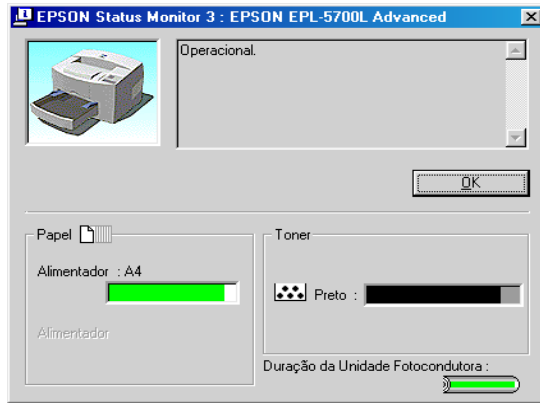 EPSON Status Monitor 3 : EPSON EPL-5700L Advanced
Operacional.
OK
Papel
Toner
Alimentador : A4
Preto :
Alimentador
Duração da Unidade Fotocondutora :